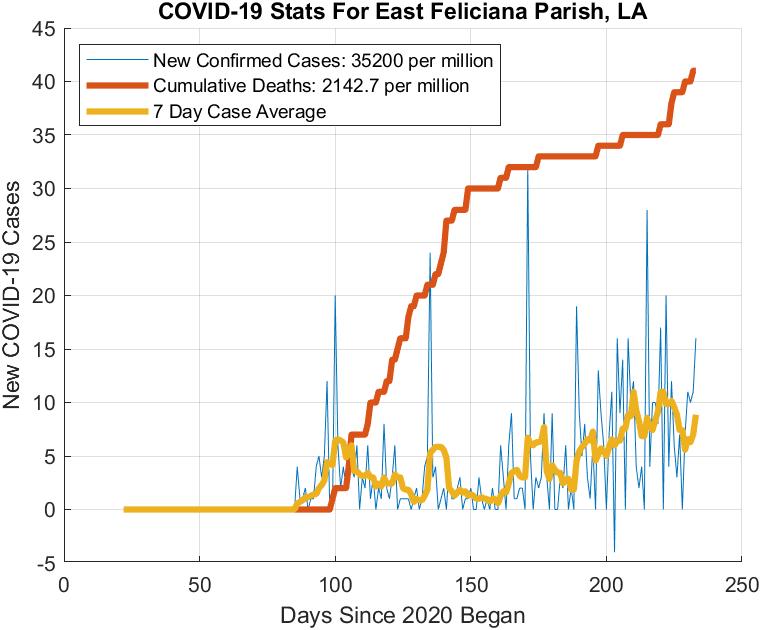 COVID-19 Stats For East Feliciana Parish, LA
45
40
35
30
25
20
15
10
5
0
-5
New Confirmed Cases: 35200 per million
Cumulative Deaths: 2142.7 per million
7 Day Case Average
New COVID-19 Cases
0
50
100
150
200
250
Days Since 2020 Began